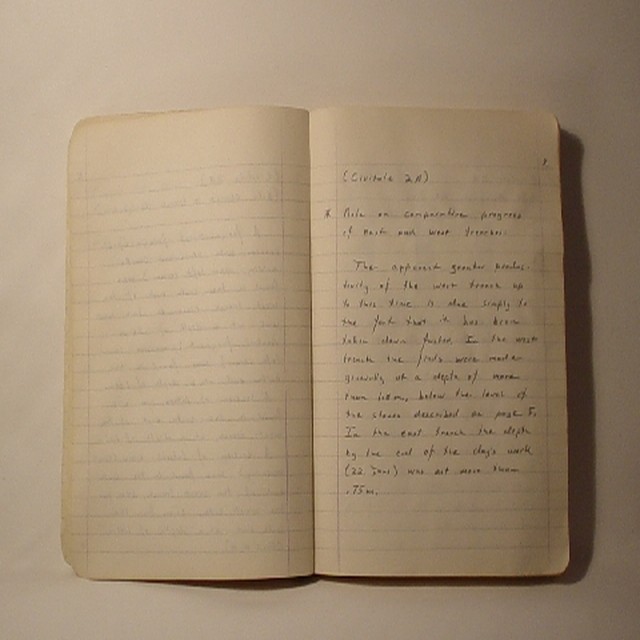 (Civitale 2A)
* Note on comparative progress
of east and west trenches.
The apparent greater produc-
tivity of the west trench up
to this time is due simply to
the fact that it has been
taken down faster. In the west
trench the finds were made
generally at a depth of more
than 1.00 m, below the level of
the stones described on page 5.
In the east trench the depth
by the end of the day's work
(22 June) was not more than
.75 m.